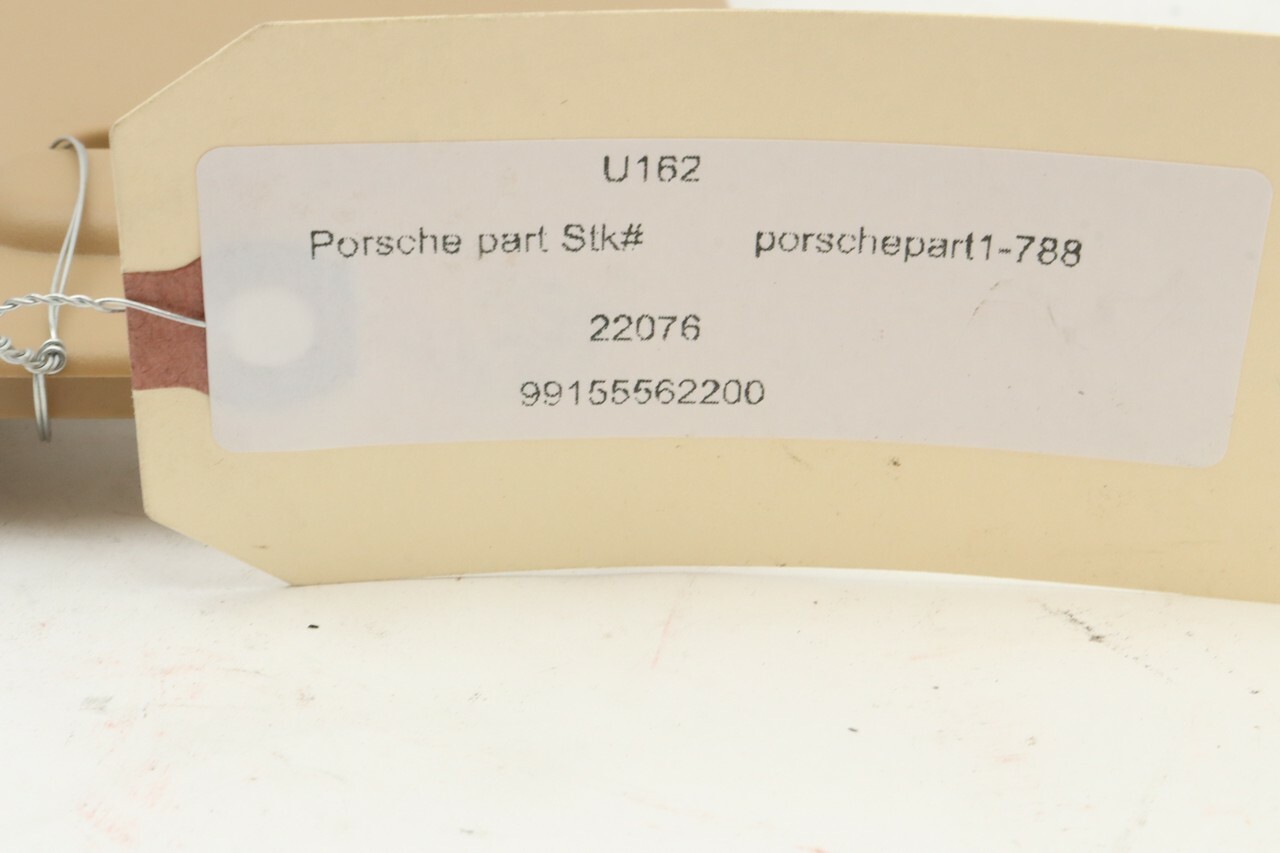 U162
Porsche part Stk# porschepart1-788
22076
99155562200